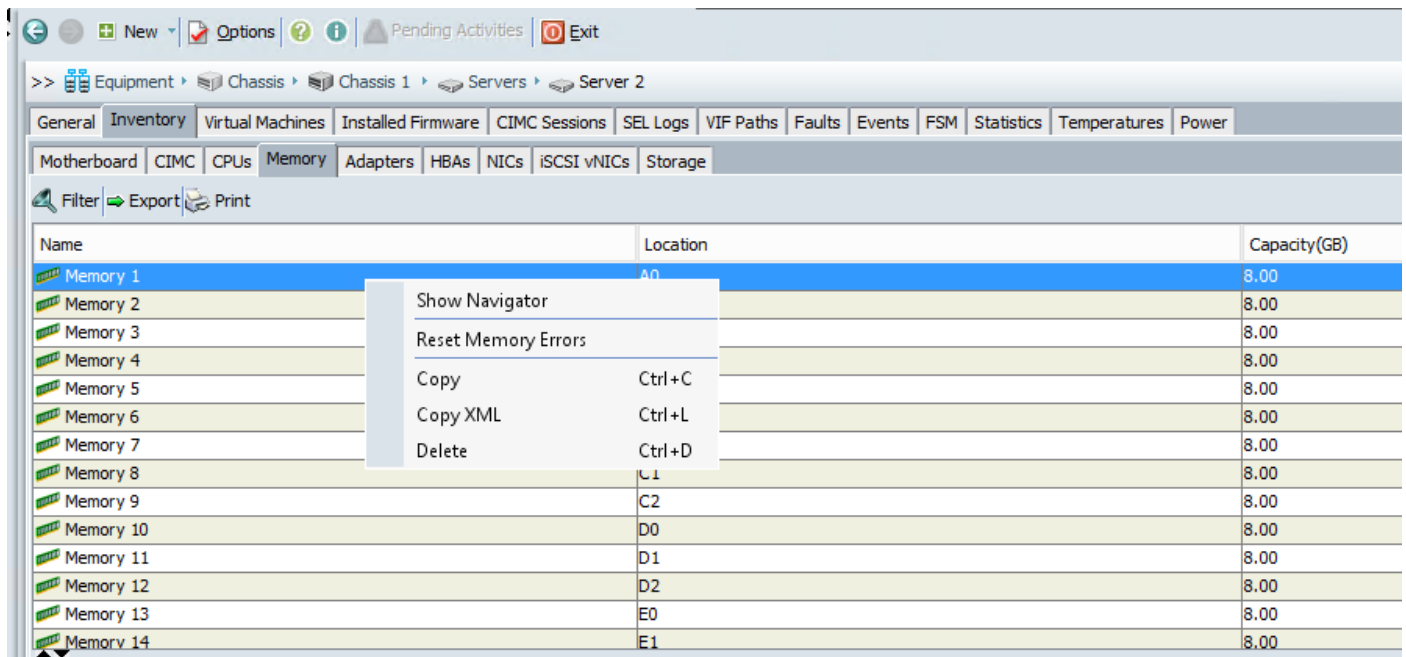 New Options Pending Activities Exit
>> Equipment Chassis Chassis 1 Servers Server 2
General Inventory Virtual Machines Installed Firmware CIMC Sessions SEL Logs VIF Paths Faults Events FSM Statistics Temperatures Power
Motherboard CIMC CPUs Memory Adapters HBAs NICs iSCSI vNICs Storage
Filter Export Print
Name Location Capacity(GB)
Memory 1 A0 8.00
Memory 2 8.00
Memory 3 8.00
Memory 4 8.00
Memory 5 8.00
Memory 6 8.00
Memory 7 8.00
Memory 8 C1 8.00
Memory 9 C2 8.00
Memory 10 D0 8.00
Memory 11 D1 8.00
Memory 12 D2 8.00
Memory 13 E0 8.00
Memory 14 E1 8.00
Show Navigator
Reset Memory Errors
Copy Ctrl+C
Copy XML Ctrl+L
Delete Ctrl+D